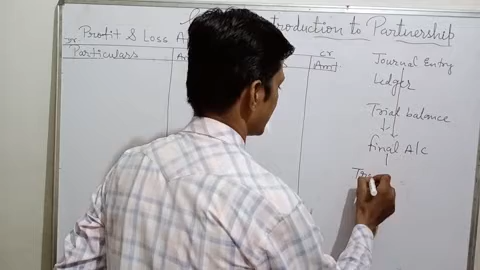 Introduction to Partnership
Dr. Profit & Loss A
cr
Particulars
Amt
Journal Entry
Ledger
Trial balance
final A/c